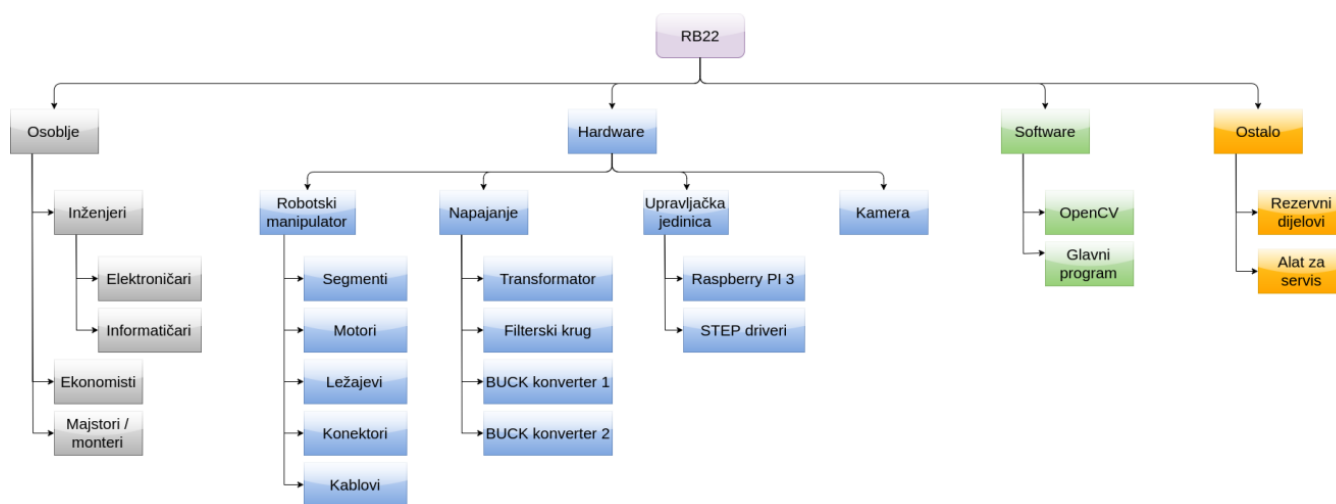 RB22
Osoblje
Hardware
Software
Ostalo
Inženjeri
Robotski
manipulator
Napajanje
Upravljačka
jedinica
Kamera
OpenCV
Rezervni
dijelovi
Elektroničari
Segmenti
Transformator
Raspberry PI 3
Glavni
program
Alat za
servis
Informatičari
Motori
Filterski krug
STEP driveri
Ekonomisti
Ležajevi
BUCK konverter 1
Majstori /
monteri
Konektori
BUCK konverter 2
Kablovi